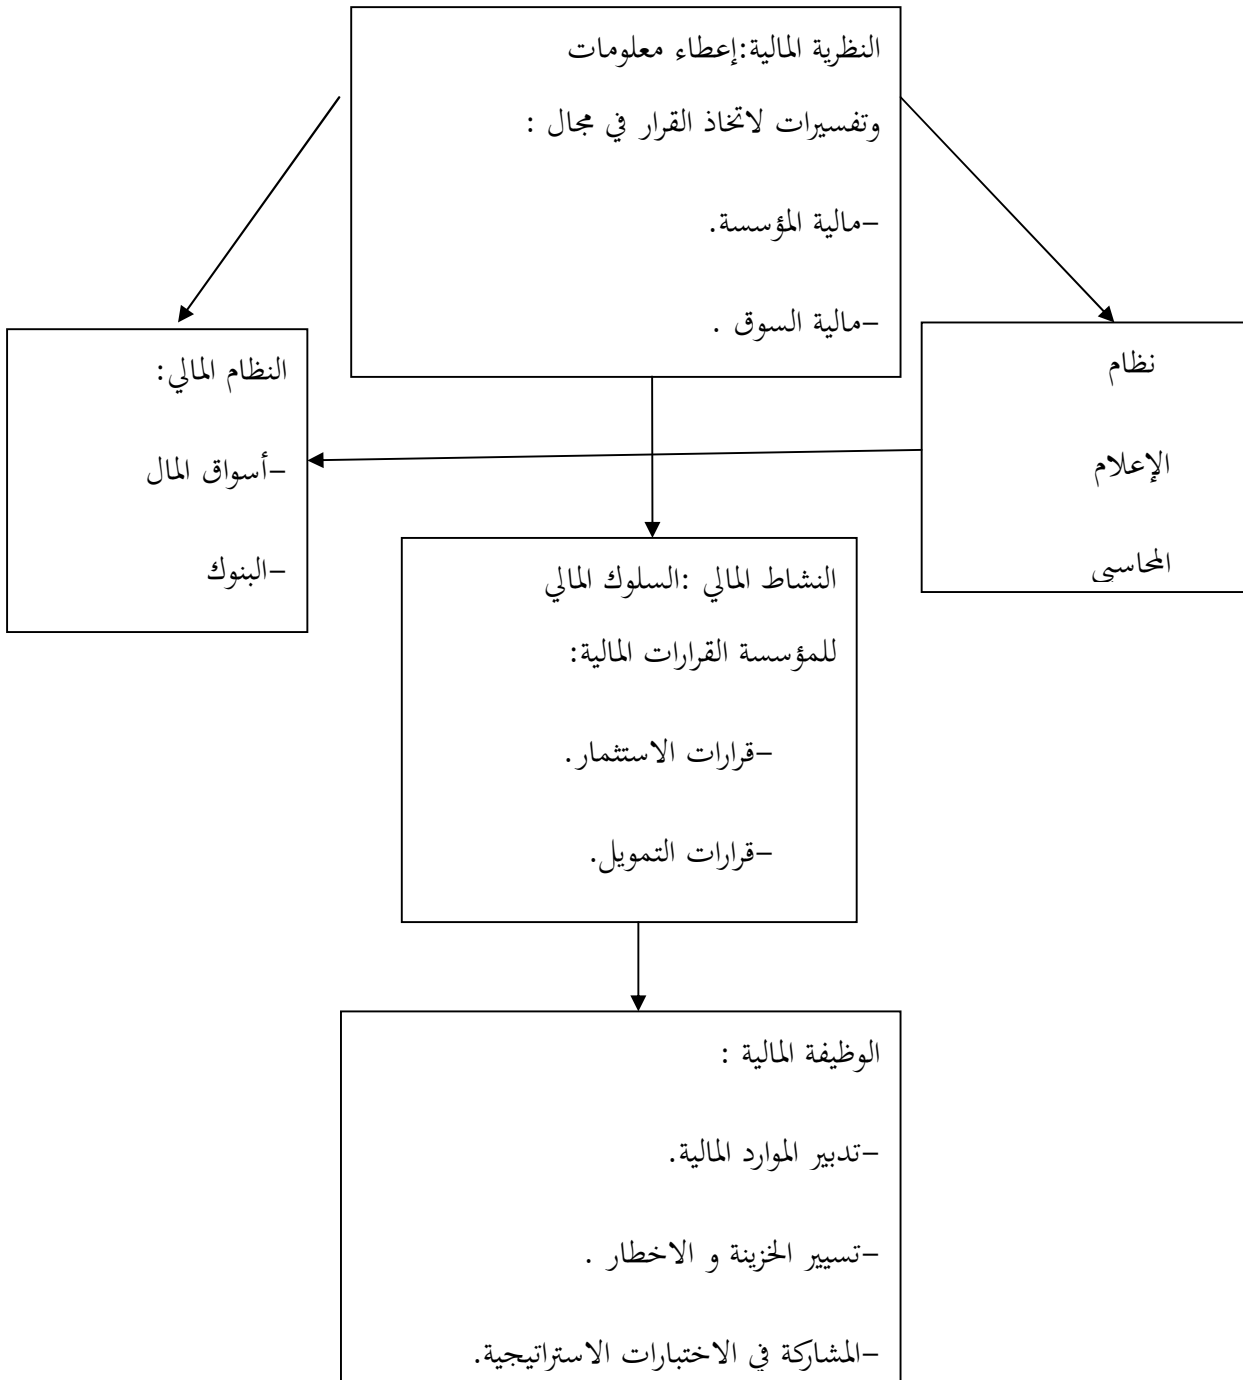 النظرية المالية:إعطاء معلومات
وتفسيرات لاتخاذ القرار في مجال :
–مالية المؤسسة.
–مالية السوق .
نظام
الإعلام
المحاسبي
النظام المالي:
–أسواق المال
–البنوك
النشاط المالي :السلوك المالي
للمؤسسة القرارات المالية:
–قرارات الاستثمار.
–قرارات التمويل.
الوظيفة المالية :
–تدبير الموارد المالية.
–تسيير الخزينة و الاخطار .
–المشاركة في الاختبارات الاستراتيجية.